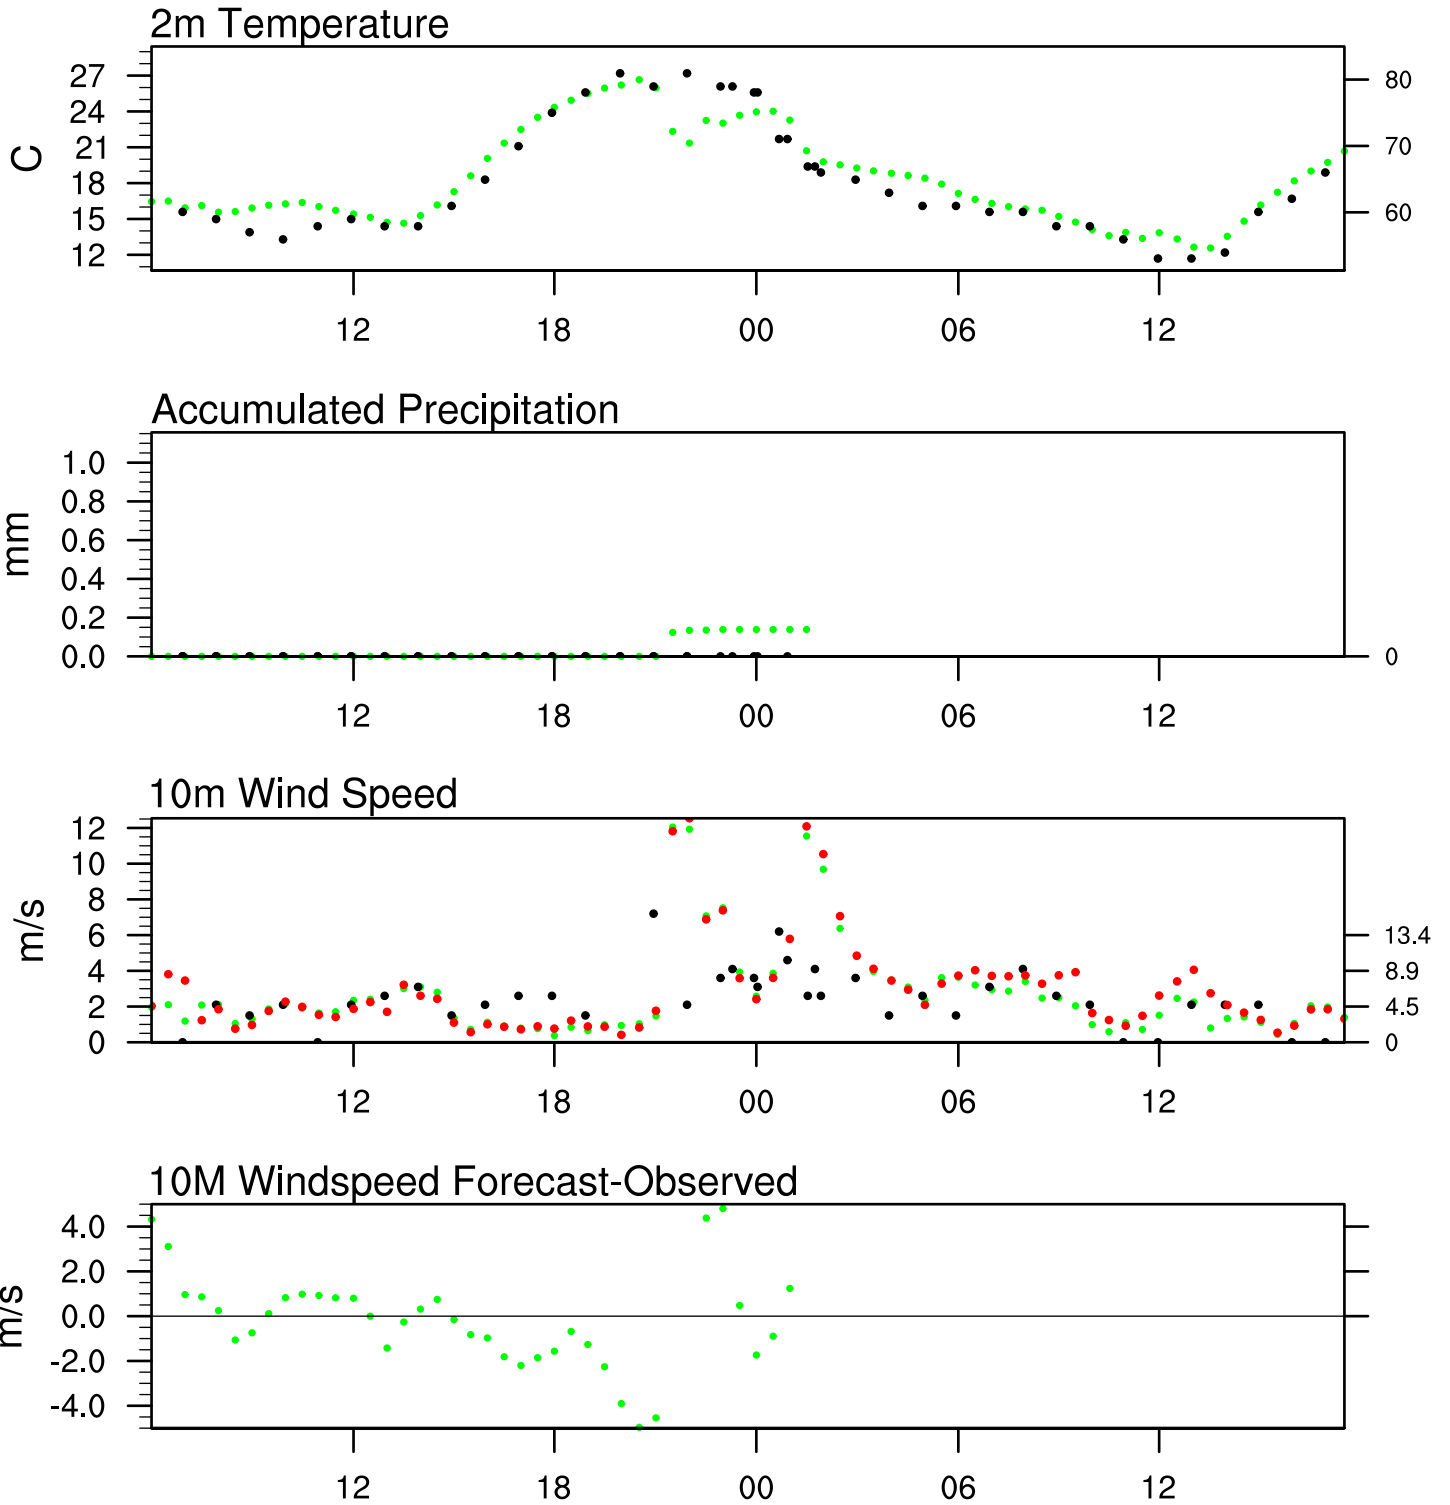 2m Temperature
27
24
21
18
15
12
C
80
70
60
12 18 00 06 12
Accumulated Precipitation
1.0
0.8
0.6
0.4
0.2
0.0
mm
0
12 18 00 06 12
10m Wind Speed
12
10
8
6
4
2
0
m/s
13.4
8.9
4.5
0
12 18 00 06 12
10M Windspeed Forecast-Observed
4.0
2.0
0.0
-2.0
-4.0
m/s
12 18 00 06 12